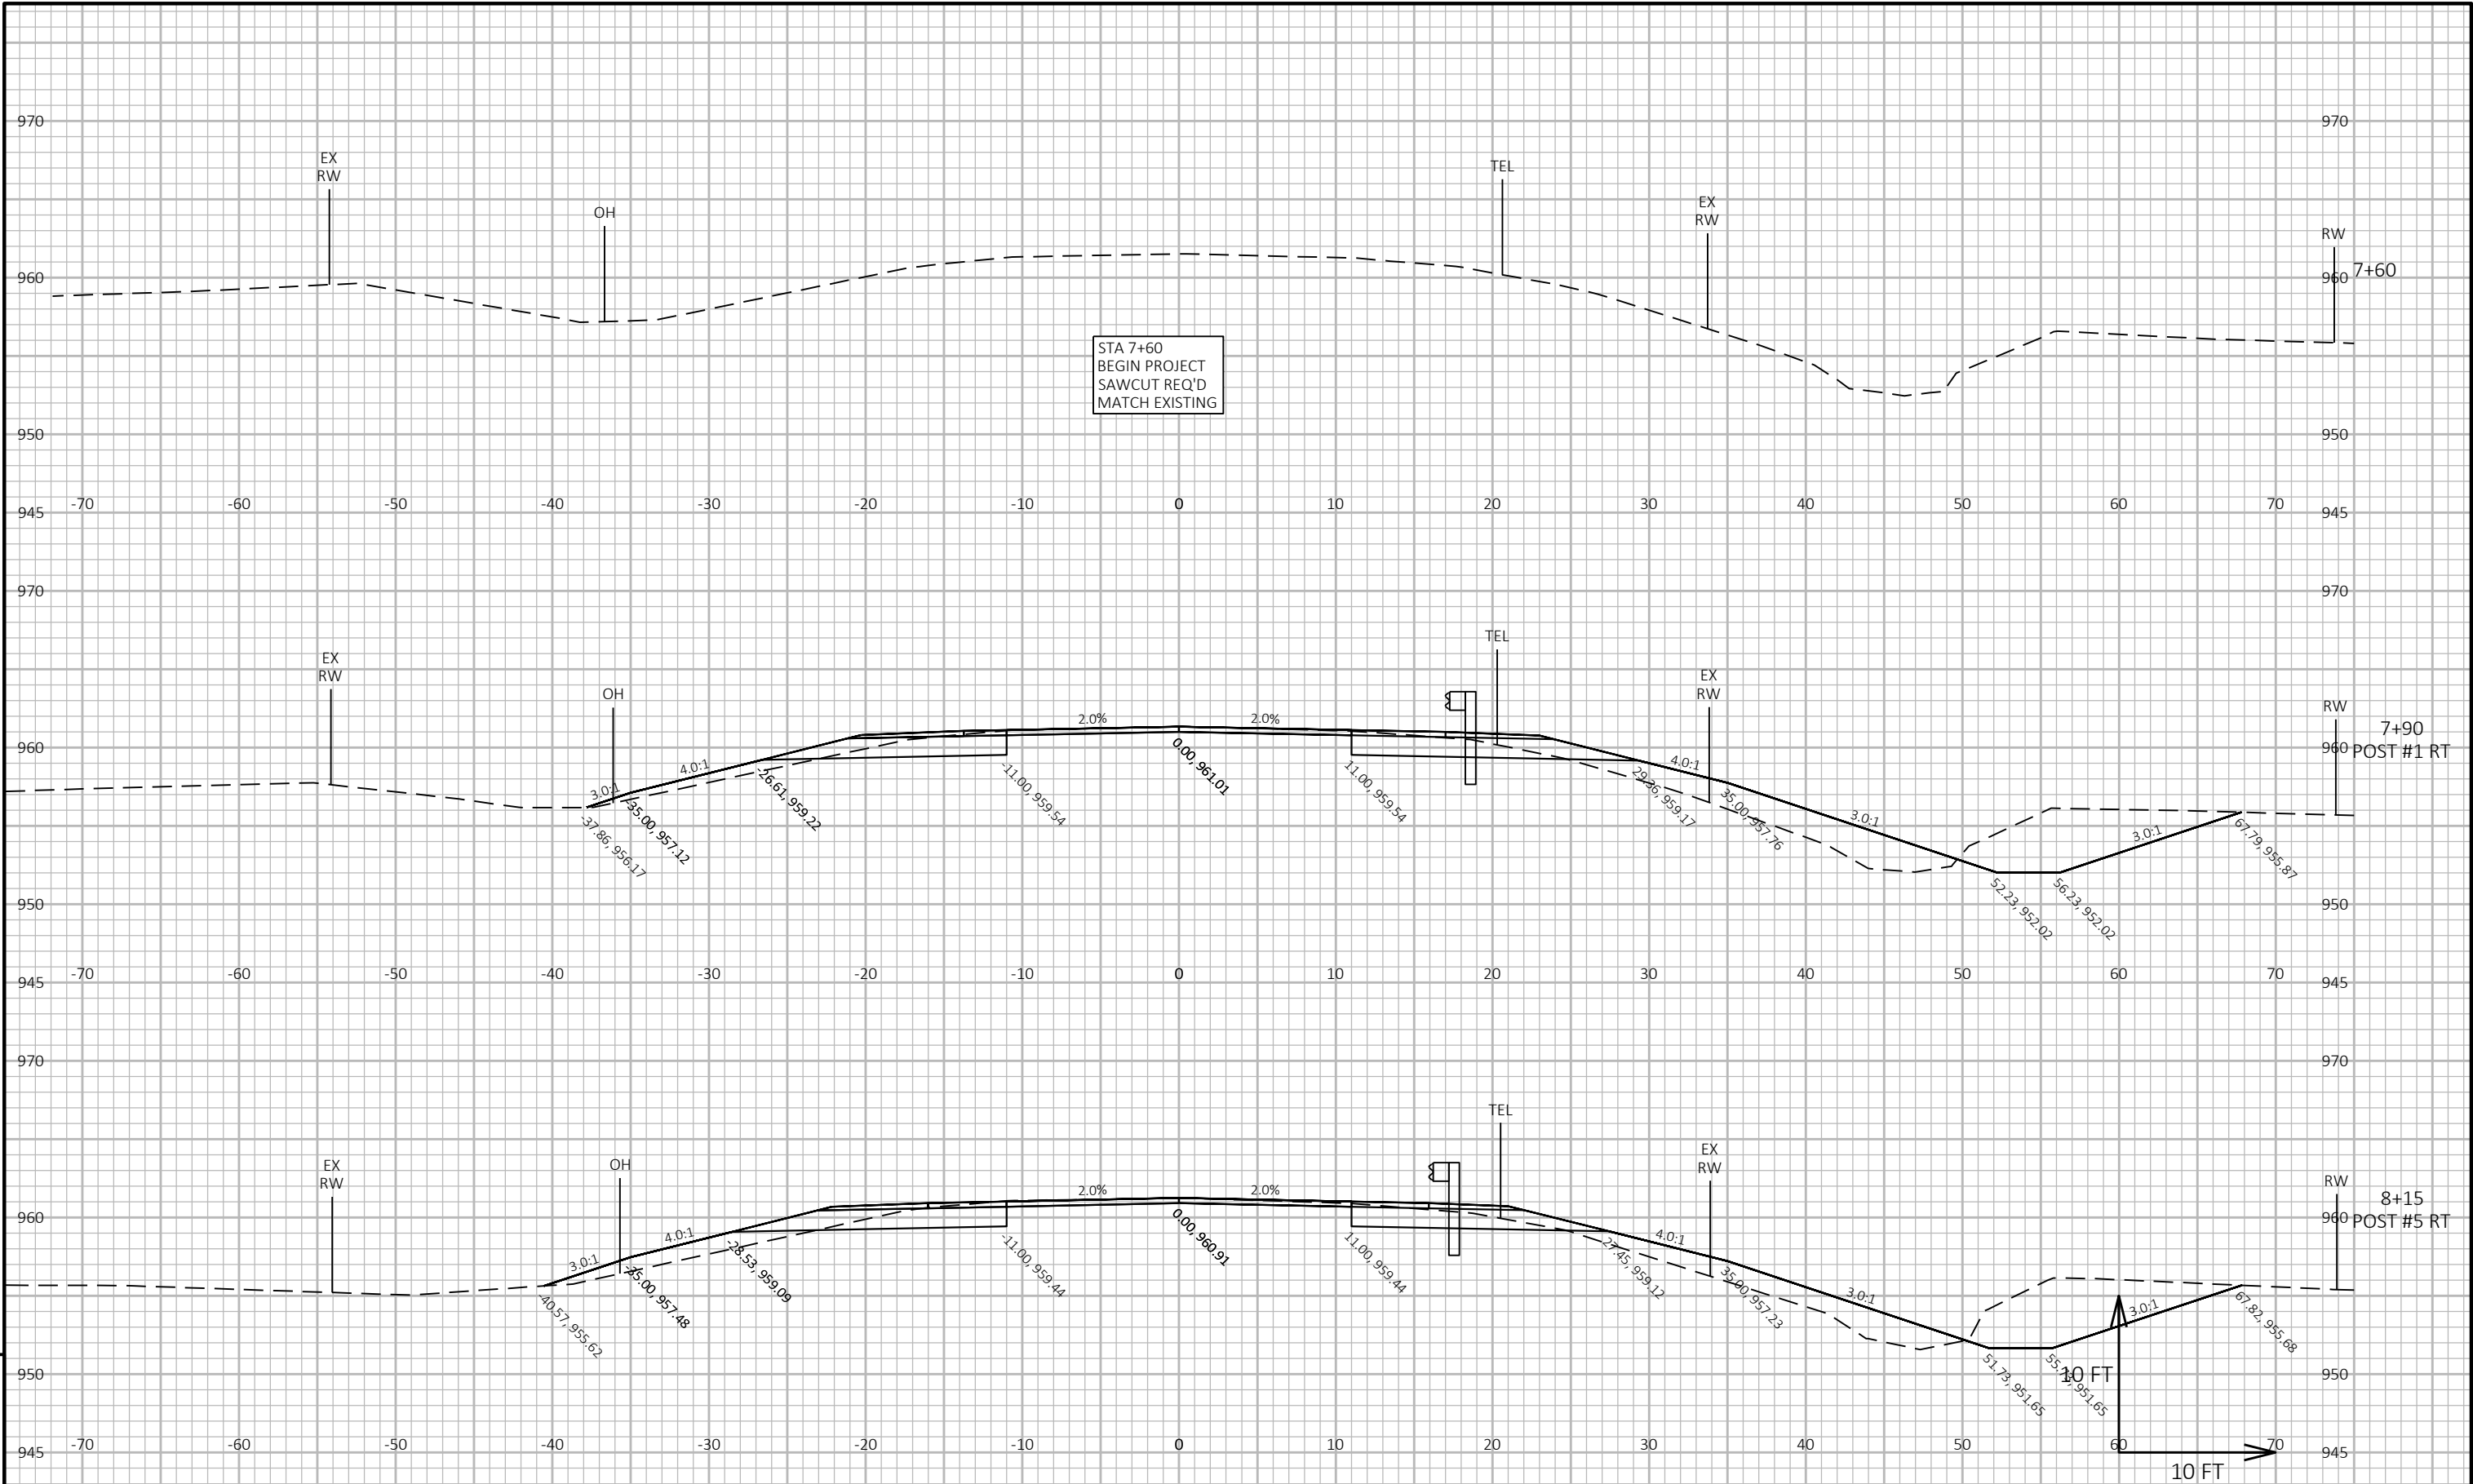 970 970
EX
RW
TEL
OH
EX
RW
RW
960 960 7+60
STA 7+60
BEGIN PROJECT
SAWCUT REQ'D
MATCH EXISTING
950 950
-70 -60 -50 -40 -30 -20 -10 0 10 20 30 40 50 60 70
945 945
970 970
TEL
EX
RW
EX
RW
OH
RW
2.0% 2.0%
7+90
960 960 POST #1 RT
4.0:1 4.0:1
3.0:1
-37.86, 956.17
-35.00, 957.12
-26.61, 959.22
-11.00, 959.54
0.00, 961.01
11.00, 959.54
29.36, 959.17
35.00, 957.76
3.0:1
3.0:1
52.23, 952.02
56.23, 952.02
67.79, 955.87
950 950
-70 -60 -50 -40 -30 -20 -10 0 10 20 30 40 50 60 70
945 945
970 970
TEL
EX
RW
EX
RW
OH
RW
2.0% 2.0%
8+15
960 960 POST #5 RT
4.0:1 4.0:1
3.0:1
-40.57, 955.62
-35.00, 957.48
-28.53, 959.09
-11.00, 959.44
0.00, 960.91
11.00, 959.44
27.45, 959.12
35.00, 957.23
3.0:1
3.0:1
51.73, 951.65
55.73, 951.65
67.82, 955.68
950 10 FT 950
-70 -60 -50 -40 -30 -20 -10 0 10 20 30 40 50 60 70
945 945
10 FT